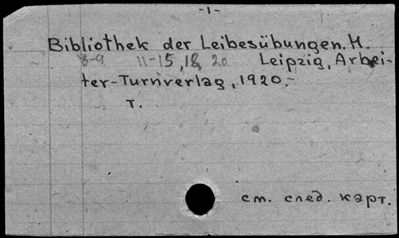 -1-
Bibliothek der Leibesübungen. H.
8-9 11-15, 18, 20 Leipzig, Arbei-
ter-Turnverlag, 1920.-
т.
см. след. карт.